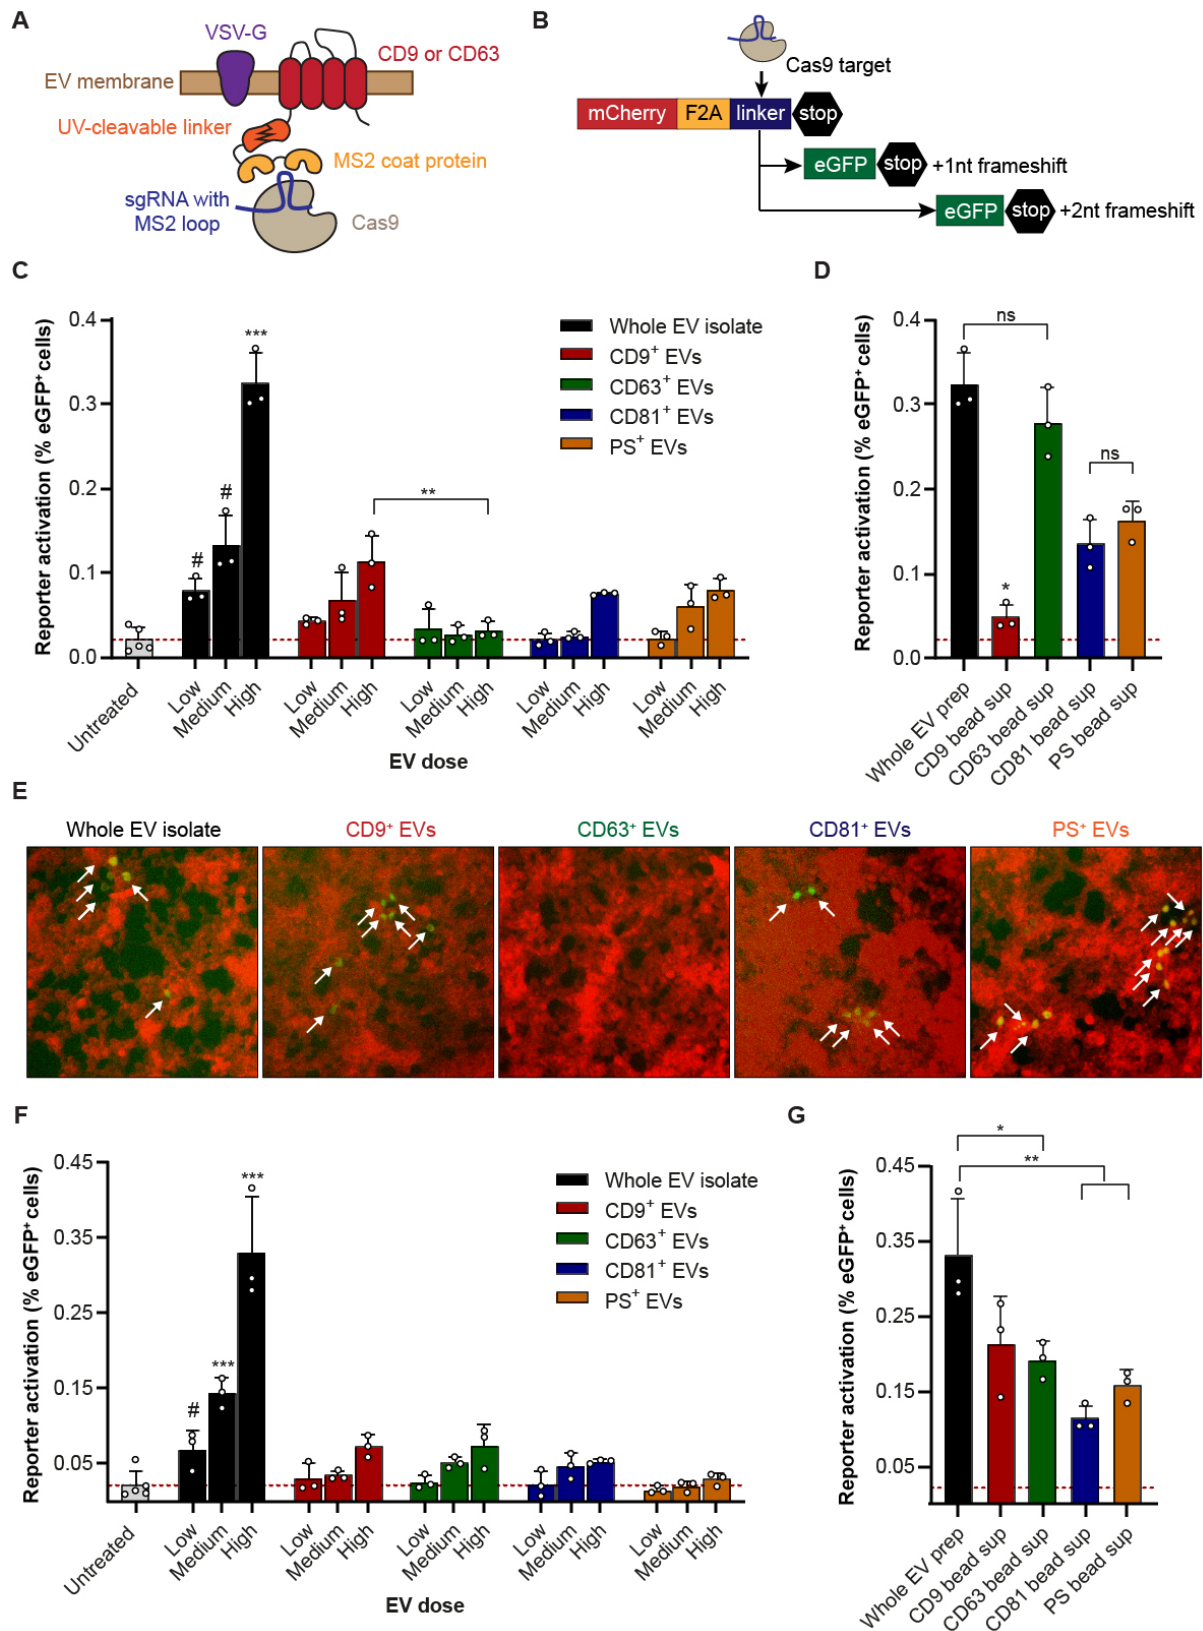 A
VSV-G
CD9 or CD63
EV membrane
UV-cleavable linker
MS2 coat protein
sgRNA with
MS2 loop
Cas9
B
Cas9 target
mCherry F2A linker stop
eGFP stop +1nt frameshift
eGFP stop +2nt frameshift
C
Reporter activation (% eGFP+ cells)
0.4
0.3
0.2
0.1
0.0
# # *** **
Whole EV isolate
CD9+ EVs
CD63+ EVs
CD81+ EVs
PS+ EVs
Untreated Low Medium High Low Medium High Low Medium High Low Medium High Low Medium High
EV dose
D
Reporter activation (% eGFP+ cells)
0.4
0.3
0.2
0.1
0.0
ns
ns
*
Whole EV prep
CD9 bead sup
CD63 bead sup
CD81 bead sup
PS bead sup
E
Whole EV isolate CD9+ EVs CD63+ EVs CD81+ EVs PS+ EVs
F
Reporter activation (% eGFP+ cells)
0.45
0.35
0.25
0.15
0.05
# *** ***
Whole EV isolate
CD9+ EVs
CD63+ EVs
CD81+ EVs
PS+ EVs
Untreated Low Medium High Low Medium High Low Medium High Low Medium High Low Medium High
EV dose
G
Reporter activation (% eGFP+ cells)
0.45
0.35
0.25
0.15
0.05
*
**
Whole EV prep
CD9 bead sup
CD63 bead sup
CD81 bead sup
PS bead sup